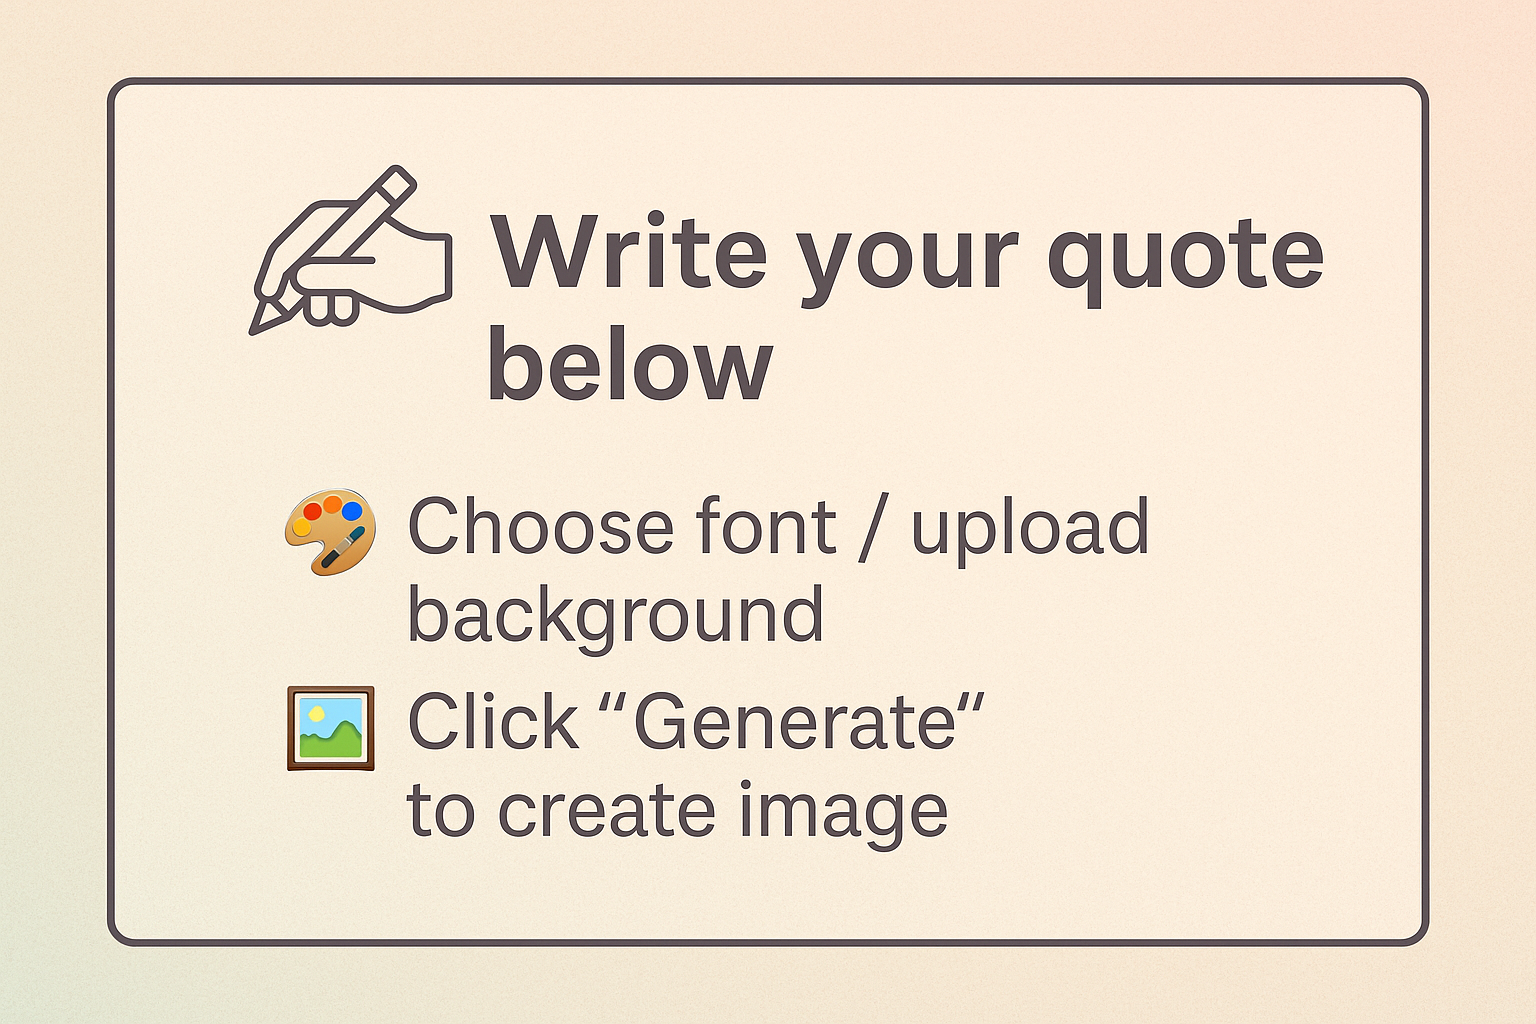 Write your quote
below
Choose font / upload
background
Click “Generate“
to create image